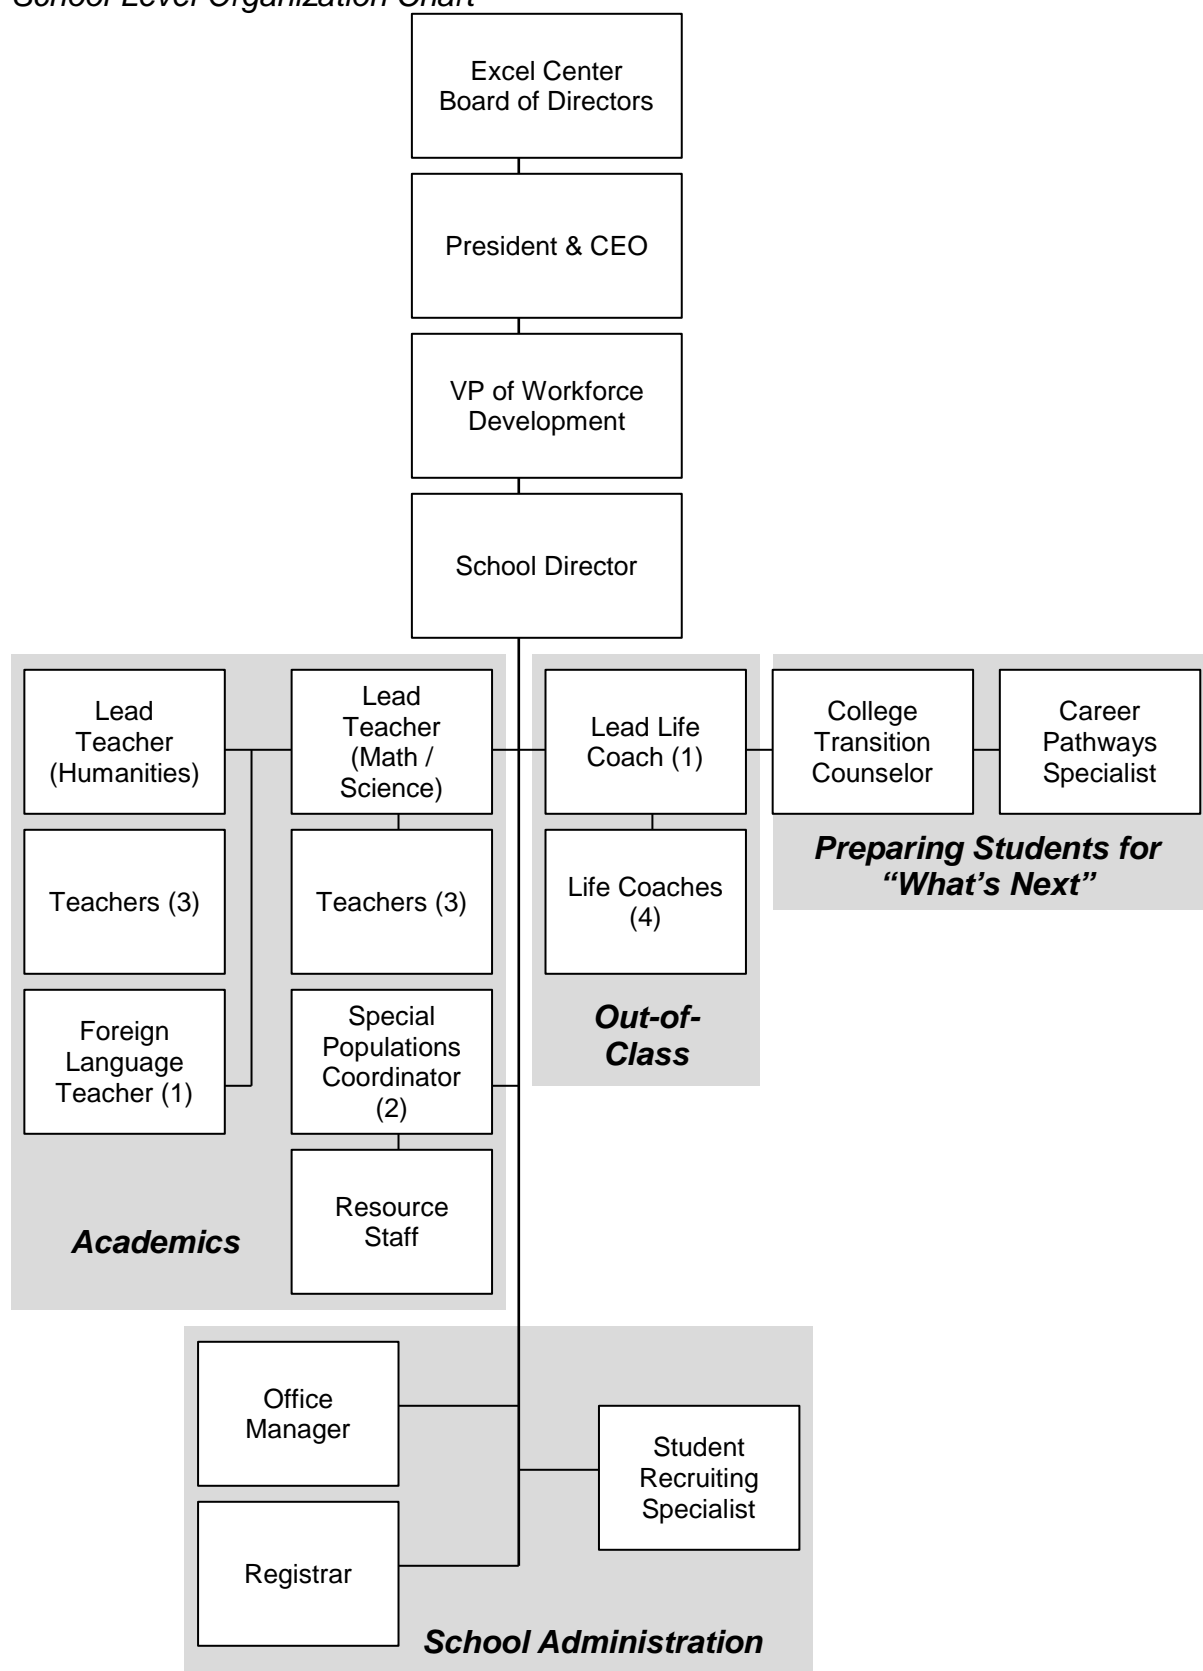 School Level Organization Chart
Excel Center
Board of Directors
President & CEO
VP of Workforce
Development
School Director
Lead
Teacher
(Humanities)
Lead
Teacher
(Math /
Science)
Lead Life
Coach (1)
College
Transition
Counselor
Career
Pathways
Specialist
Teachers (3)
Teachers (3)
Life Coaches
(4)
Preparing Students for
“What’s Next”
Foreign
Language
Teacher (1)
Special
Populations
Coordinator
(2)
Out-of-
Class
Resource
Staff
Academics
Office
Manager
Student
Recruiting
Specialist
Registrar
School Administration